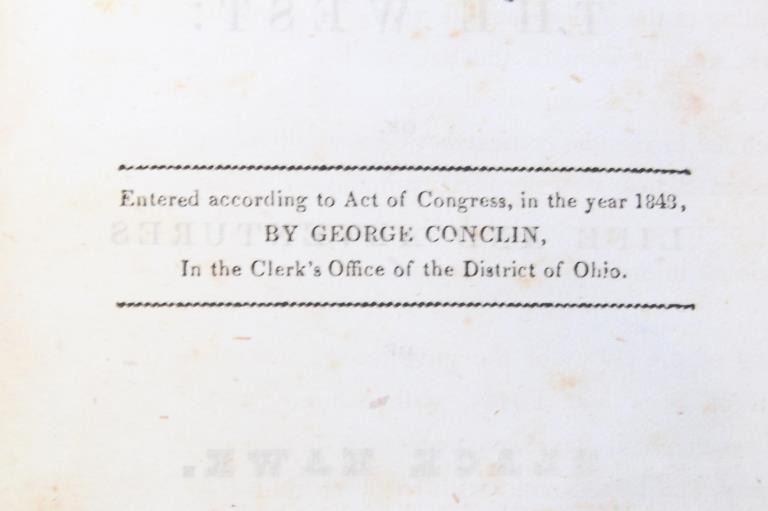 Entered according to Act of Congress, in the year 1843,
BY GEORGE CONCLIN,
In the Clerk's Office of the District of Ohio.